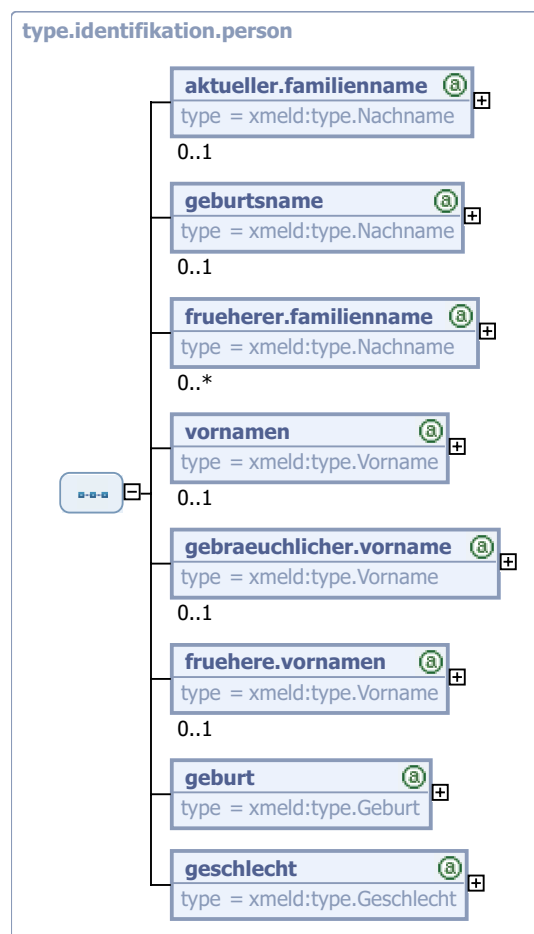 type.identifikation.person
aktueller.familienname @
type = xmeld:type.Nachname
0..1
geburtsname @
type = xmeld:type.Nachname
0..1
frueherer.familienname @
type = xmeld:type.Nachname
0..*
vornamen @
type = xmeld:type.Vorname
0..1
gebraeuchlicher.vorname @
type = xmeld:type.Vorname
0..1
fruehere.vornamen @
type = xmeld:type.Vorname
0..1
geburt @
type = xmeld:type.Geburt
geschlecht @
type = xmeld:type.Geschlecht